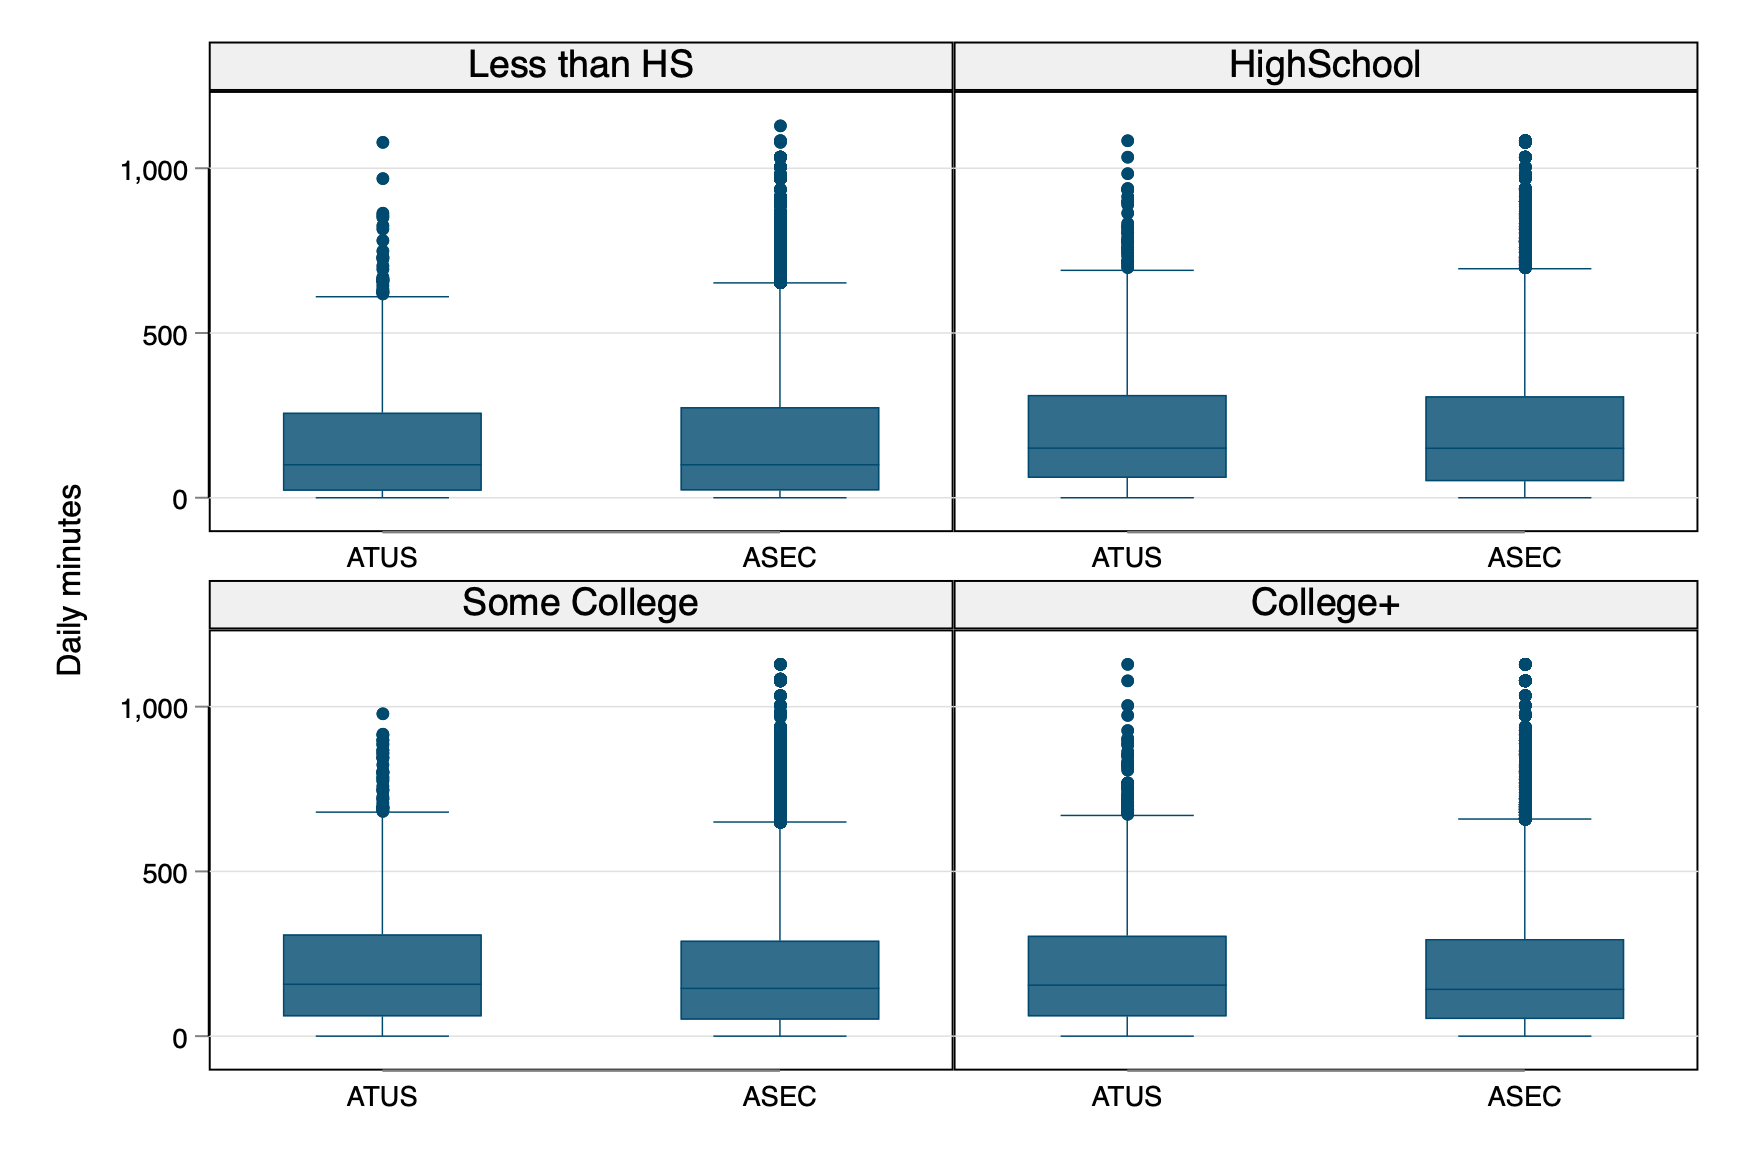 Less than HS
HighSchool
1,000
500
0
ATUS
ASEC
ATUS
ASEC
Daily minutes
Some College
College+
1,000
500
0
ATUS
ASEC
ATUS
ASEC